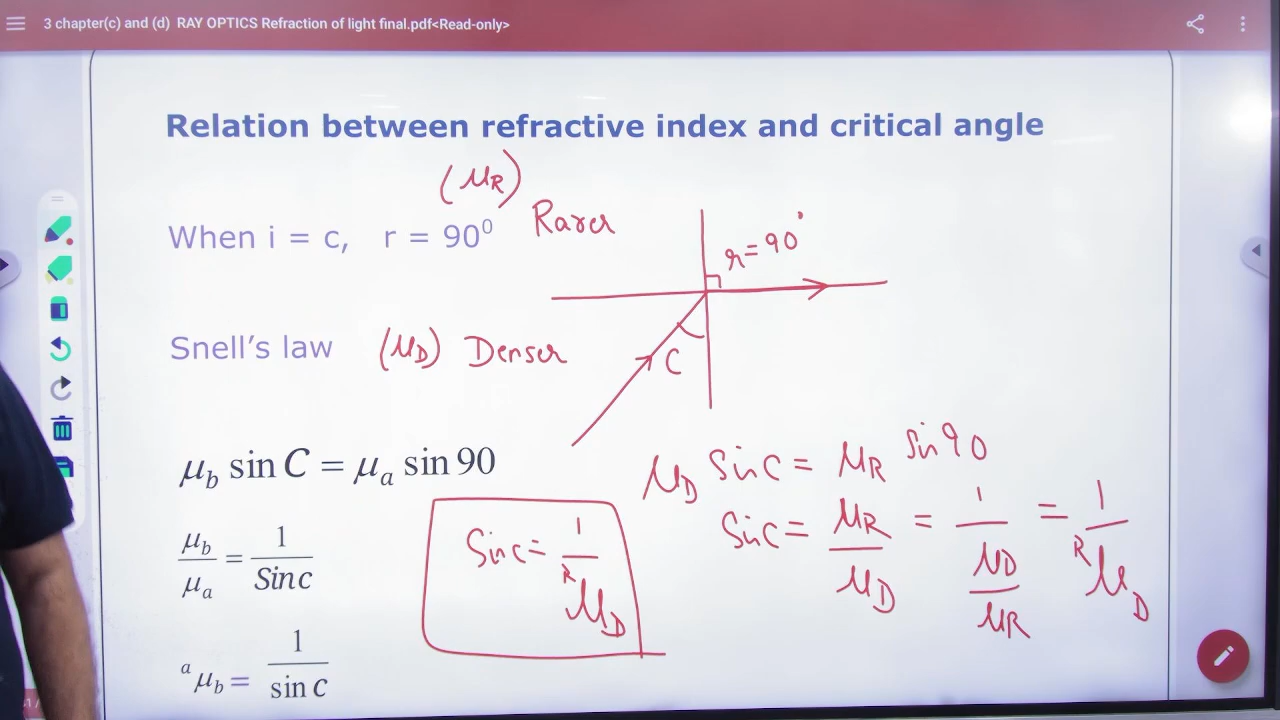 3 chapter(c) and (d) RAY OPTICS Refraction of light final.pdf<Read-only>
Relation between refractive index and critical angle
(μR)
Rarer
When i = c, r = 90⁰
r = 90°
Snell's law
(μD) Denser
C
μb sin C = μa sin 90
μD Sin c = μR Sin 90
Sin c = μR/μD = 1/(μD/μR) = 1/ᴿμD
Sin c = 1/ᴿμD
μb/μa = 1/Sin c
ᵃμb = 1/sin c